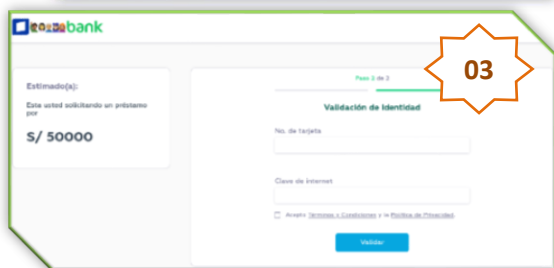 bank
03
Estimado(a):
Esta usted solicitando un préstamo
por
S/ 50000
Paso 2 de 2
Validación de Identidad
No. de tarjeta
Clave de internet
Acepto Términos y Condiciones y la Política de Privacidad.
Validar